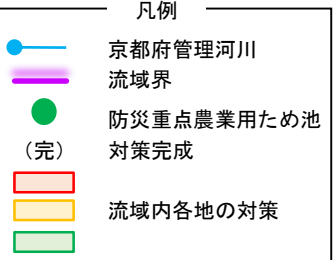 凡例
京都府管理河川
流域界
防災重点農業用ため池
（完） 対策完成
流域内各地の対策